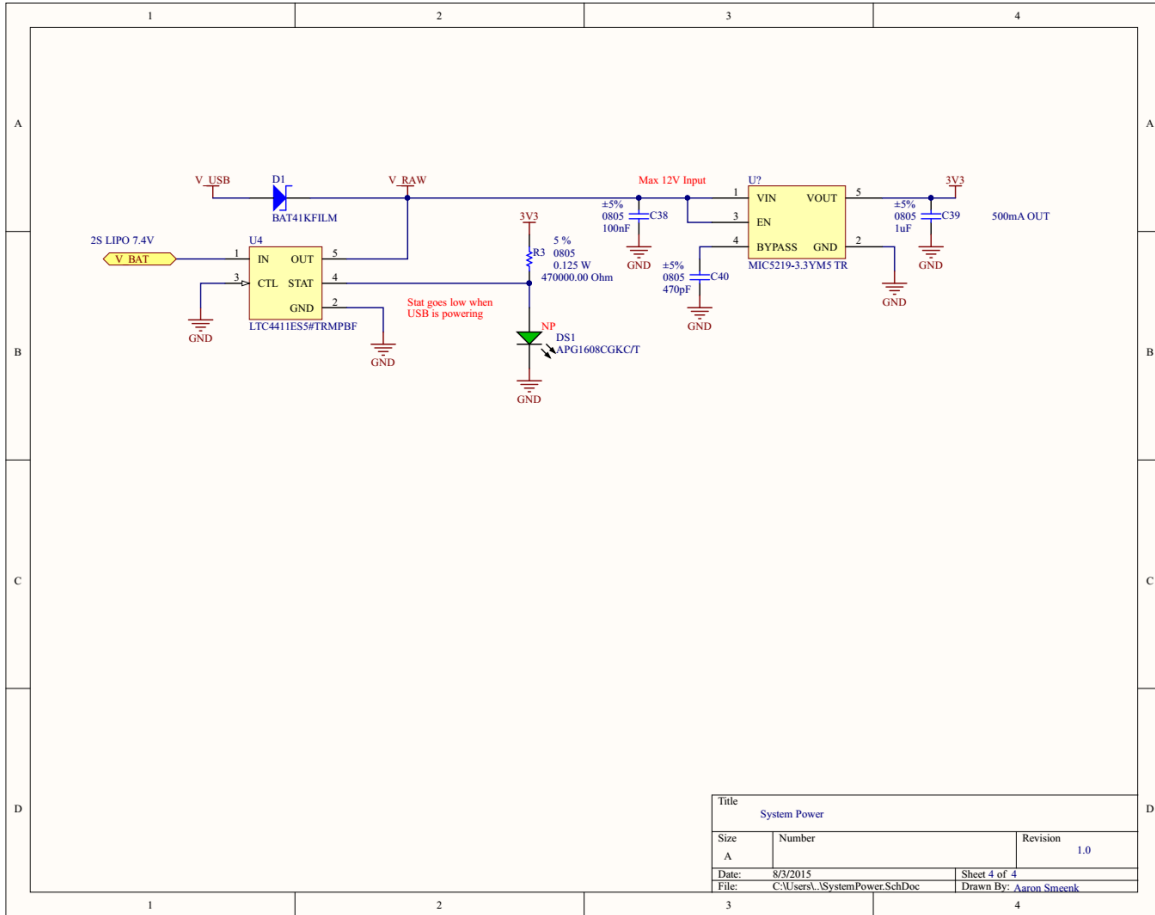 1
2
3
4
A
A
V_USB
D1
BAT41KFILM
V_RAW
Max 12V Input
U?
3V3
±5%
0805
100nF
C38
GND
1
VIN
VOUT
5
3
EN
4
BYPASS
GND
2
MIC5219-3.3YM5 TR
±5%
0805
1uF
C39
GND
500mA OUT
2S LIPO 7.4V
V_BAT
U4
1
IN
OUT
5
3
CTL
STAT
4
GND
2
LTC4411ES5#TRMPBF
GND
GND
3V3
R3
5 %
0805
0.125 W
470000.00 Ohm
Stat goes low when
USB is powering
±5%
0805
470pF
C40
GND
GND
NP
DS1
APG1608CGKC/T
GND
B
B
C
C
D
D
Title
System Power
Size
A
Number
Revision
1.0
Date:
8/3/2015
Sheet 4 of 4
File:
C:\Users\..\SystemPower.SchDoc
Drawn By: Aaron Smeenk
1
2
3
4